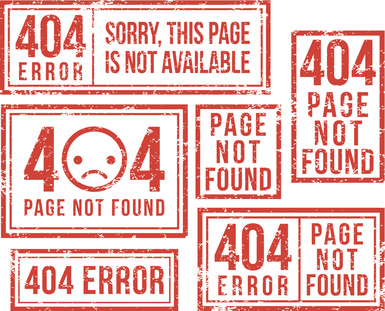 404
ERROR
SORRY, THIS PAGE
IS NOT AVAILABLE
404
PAGE
NOT
FOUND
4 4
PAGE NOT FOUND
PAGE
NOT
FOUND
404
ERROR
PAGE
NOT
FOUND
404 ERROR